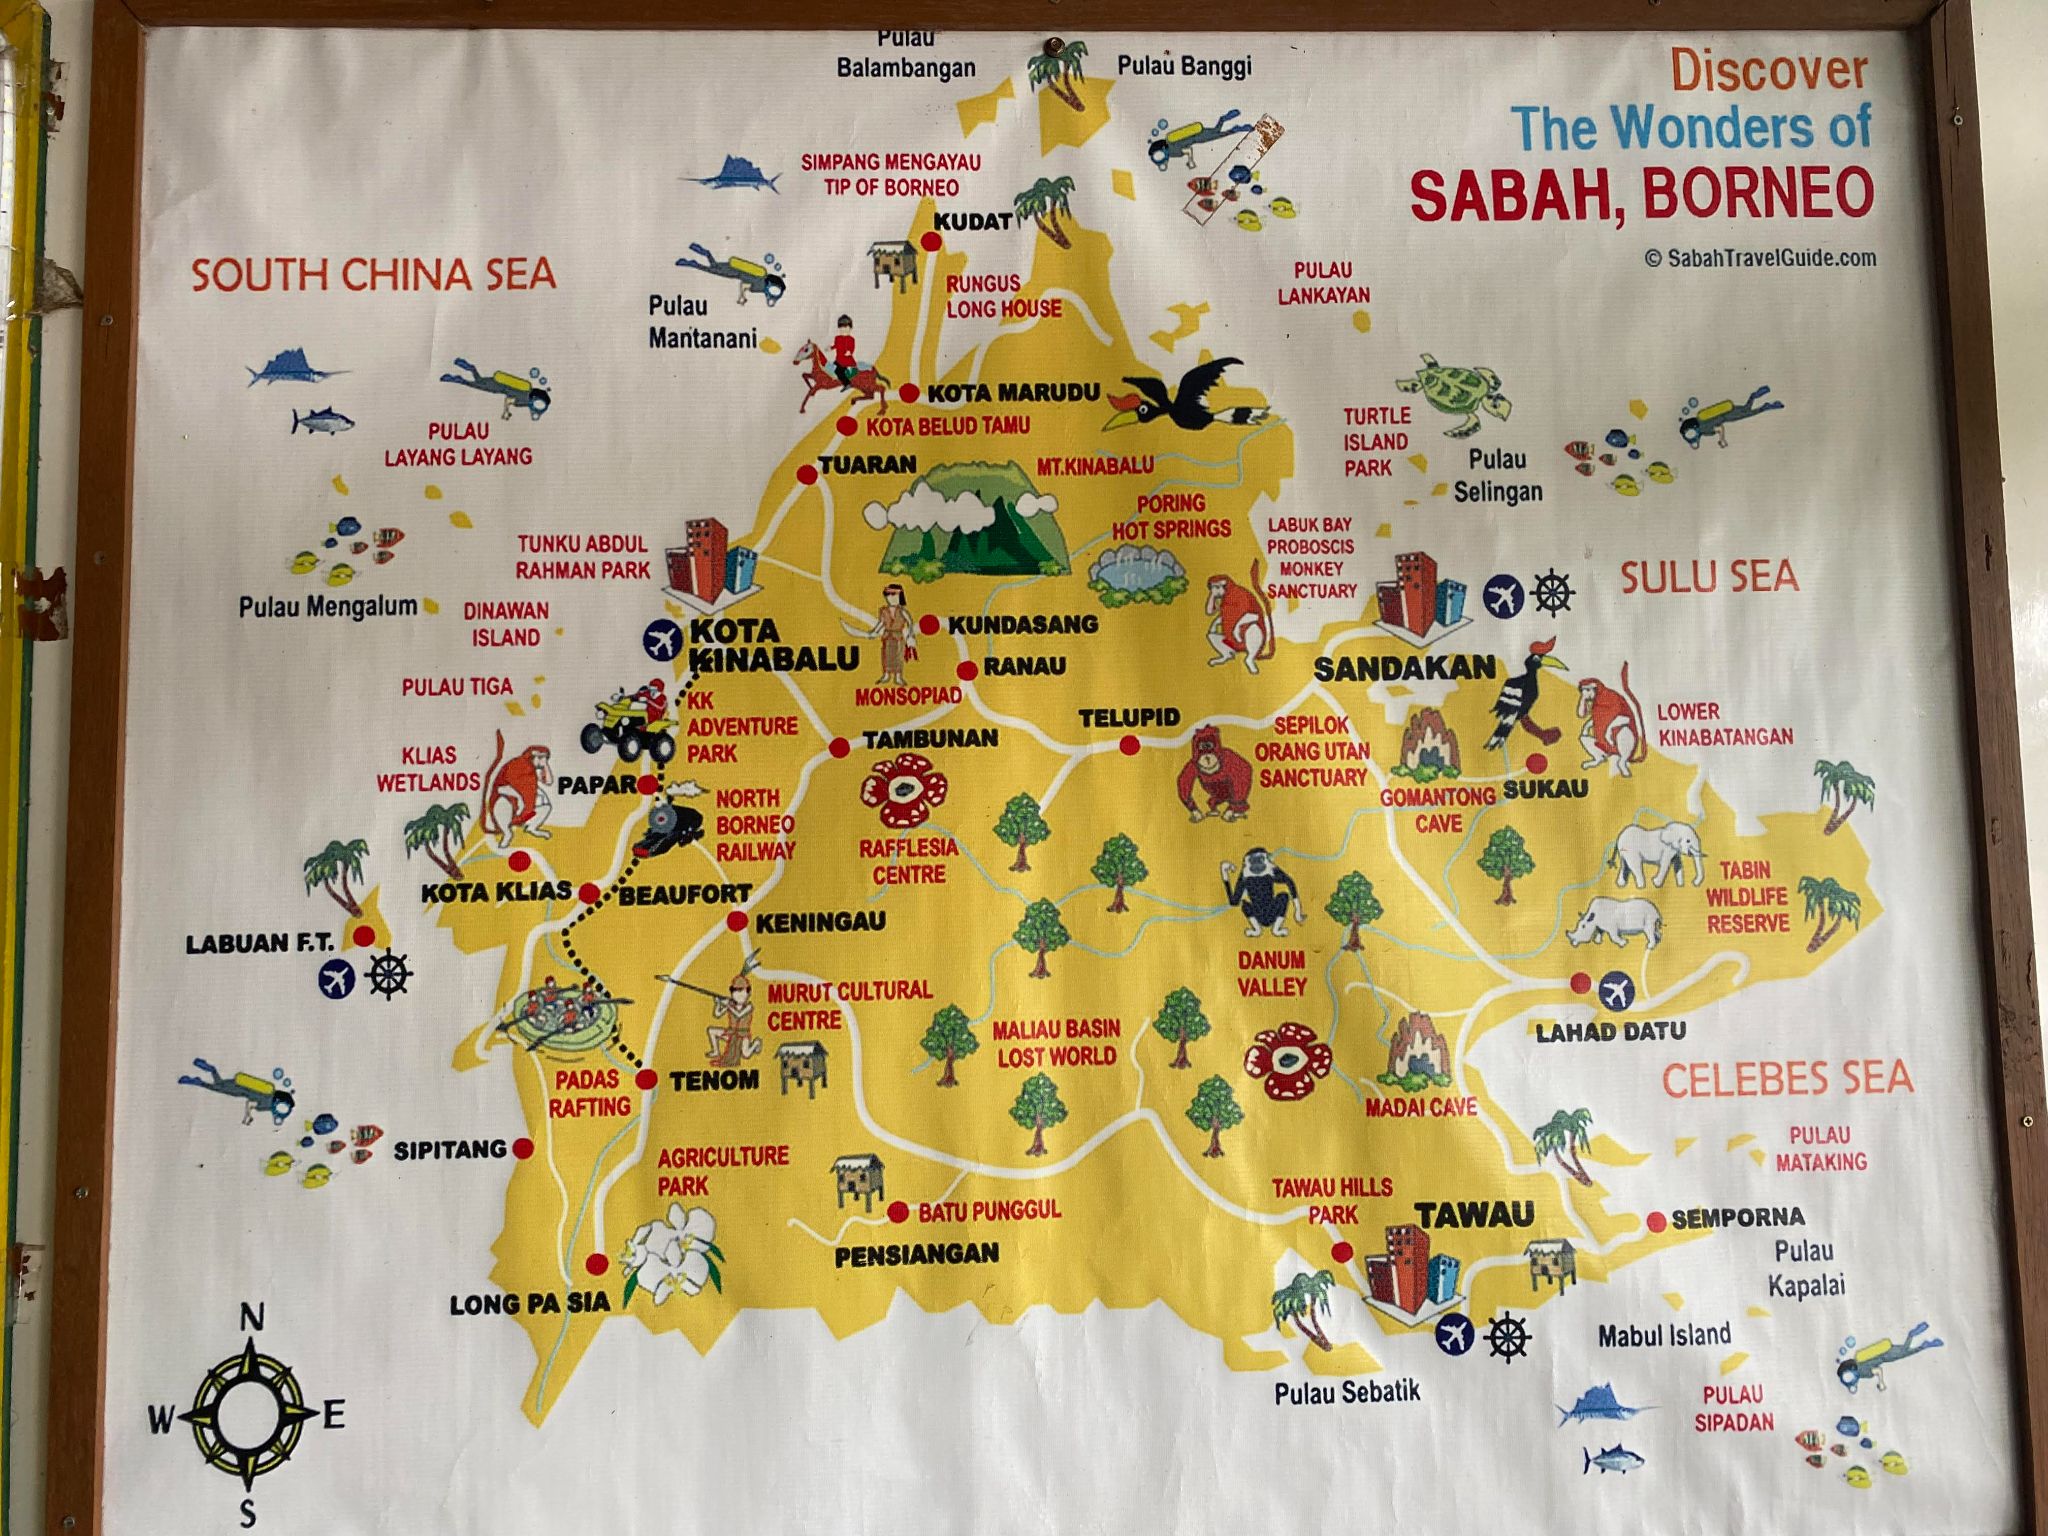 Pulau
Balambangan
Pulau Banggi
Discover
The Wonders of
SABAH, BORNEO
© SabahTravelGuide.com
SIMPANG MENGAYAU
TIP OF BORNEO
KUDAT
SOUTH CHINA SEA
RUNGUS
LONG HOUSE
PULAU
LANKAYAN
Pulau
Mantanani
KOTA MARUDU
KOTA BELUD TAMU
PULAU
LAYANG LAYANG
TURTLE
ISLAND
PARK
Pulau
Selingan
TUARAN
MT.KINABALU
PORING
HOT SPRINGS
LABUK BAY
PROBOSCIS
MONKEY
SANCTUARY
TUNKU ABDUL
RAHMAN PARK
SULU SEA
Pulau Mengalum
DINAWAN
ISLAND
KOTA
KINABALU
KUNDASANG
RANAU
SANDAKAN
PULAU TIGA
MONSOPIAD
KK
ADVENTURE
PARK
TAMBUNAN
TELUPID
SEPILOK
ORANG UTAN
SANCTUARY
LOWER
KINABATANGAN
KLIAS
WETLANDS
PAPAR
NORTH
BORNEO
RAILWAY
GOMANTONG
CAVE
SUKAU
RAFFLESIA
CENTRE
KOTA KLIAS
BEAUFORT
KENINGAU
TABIN
WILDLIFE
RESERVE
LABUAN F.T.
DANUM
VALLEY
MURUT CULTURAL
CENTRE
MALIAU BASIN
LOST WORLD
LAHAD DATU
CELEBES SEA
PADAS
RAFTING
TENOM
MADAI CAVE
SIPITANG
AGRICULTURE
PARK
PULAU
MATAKING
BATU PUNGGUL
PENSIANGAN
TAWAU HILLS
PARK
TAWAU
SEMPORNA
Pulau
Kapalai
LONG PA SIA
Mabul Island
Pulau Sebatik
PULAU
SIPADAN
N
W
E
S